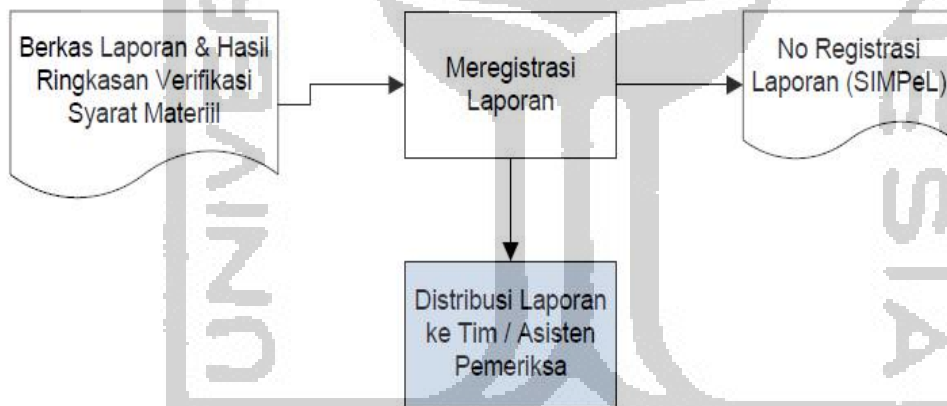 Berkas Laporan & Hasil
Ringkasan Verifikasi
Syarat Materiil
Meregistrasi
Laporan
No Registrasi
Laporan (SIMPeL)
Distribusi Laporan
ke Tim / Asisten
Pemeriksa